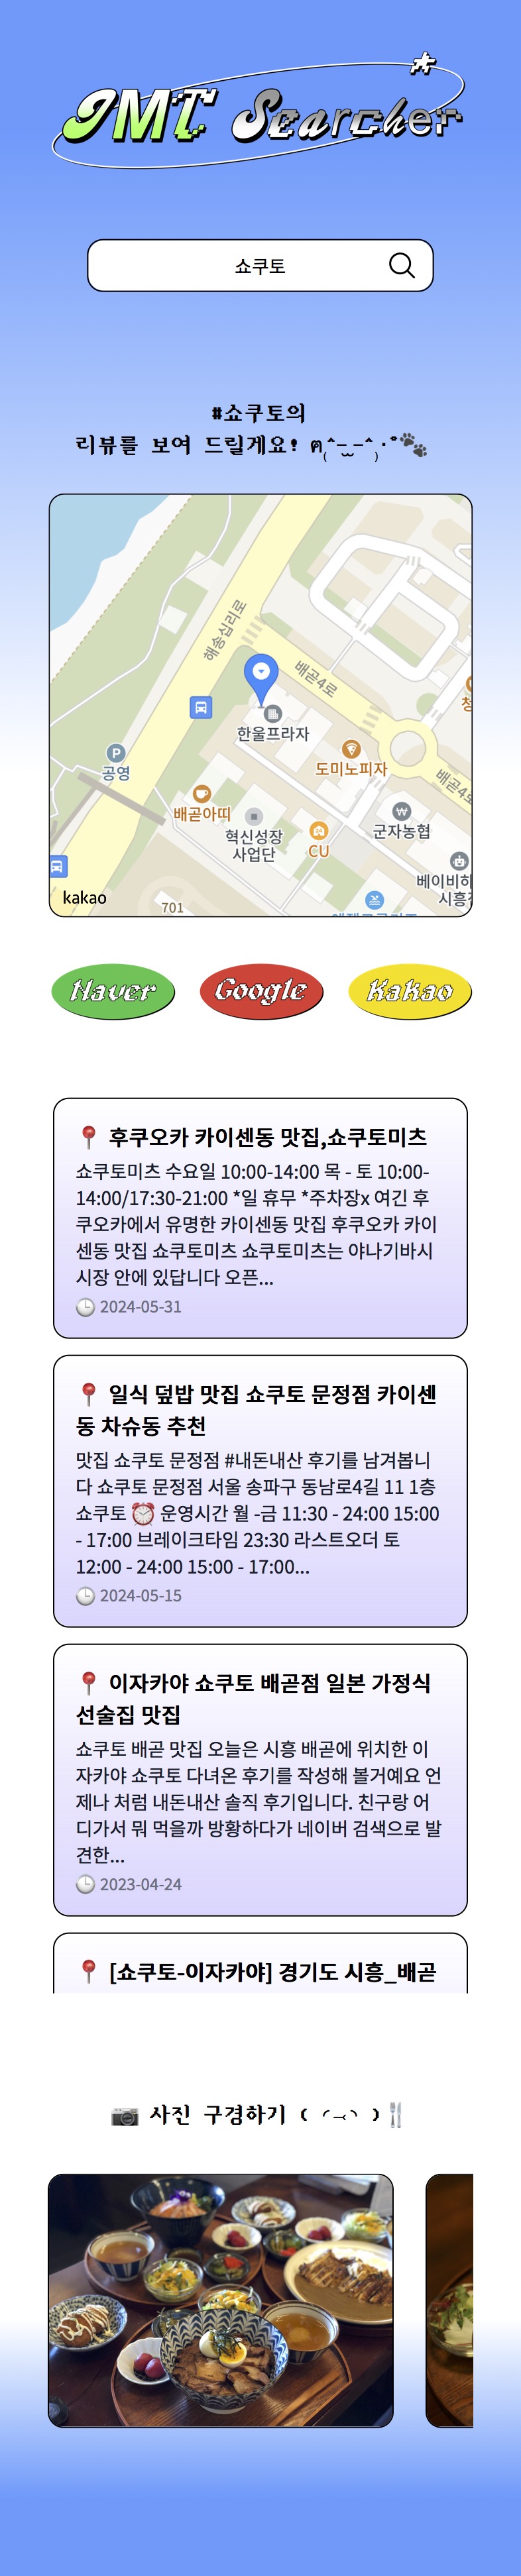 JMT Searcher
쇼쿠토
#쇼쿠토의
리뷰를 보여 드릴게요!
해송십리로
배곧4로
한울프라자
P
공영
도미노피자
배곧4로
배곧아띠
혁신성장
사업단
CU
군자농협
베이비하
시흥
kakao
701
Naver Google Kakao
📍 후쿠오카 카이센동 맛집,쇼쿠토미츠
쇼쿠토미츠 수요일 10:00-14:00 목 - 토 10:00-
14:00/17:30-21:00 *일 휴무 *주차장x 여긴 후
쿠오카에서 유명한 카이센동 맛집 후쿠오카 카이
센동 맛집 쇼쿠토미츠 쇼쿠토미츠는 야나기바시
시장 안에 있답니다 오픈...
🕒 2024-05-31
📍 일식 덮밥 맛집 쇼쿠토 문정점 카이센
동 차슈동 추천
맛집 쇼쿠토 문정점 #내돈내산 후기를 남겨봅니
다 쇼쿠토 문정점 서울 송파구 동남로4길 11 1층
쇼쿠토 ⏰ 운영시간 월 -금 11:30 - 24:00 15:00
- 17:00 브레이크타임 23:30 라스트오더 토
12:00 - 24:00 15:00 - 17:00...
🕒 2024-05-15
📍 이자카야 쇼쿠토 배곧점 일본 가정식
선술집 맛집
쇼쿠토 배곧 맛집 오늘은 시흥 배곧에 위치한 이
자카야 쇼쿠토 다녀온 후기를 작성해 볼거예요 언
제나 처럼 내돈내산 솔직 후기입니다. 친구랑 어
디가서 뭐 먹을까 방황하다가 네이버 검색으로 발
견한...
🕒 2023-04-24
📍 [쇼쿠토-이자카야] 경기도 시흥_배곧
📷 사진 구경하기